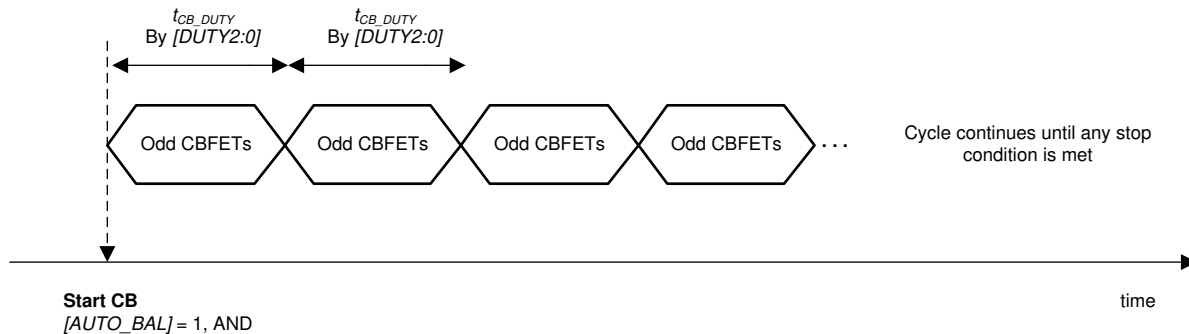 tCB_DUTY
tCB_DUTY
By [DUTY2:0]
By [DUTY2:0]
Odd CBFETs
Odd CBFETs
Odd CBFETs
Odd CBFETs
...
Cycle continues until any stop
condition is met
Start CB
time
[AUTO_BAL] = 1, AND